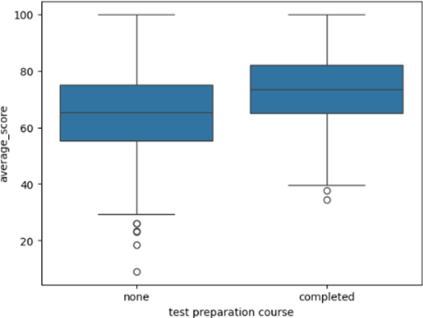 average_score
100
80
60
40
20
none
completed
test preparation course